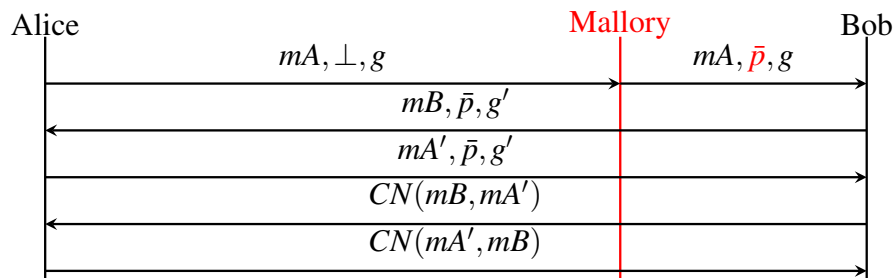 Alice Mallory Bob
mA, ⊥, g mA, p̄, g
mB, p̄, g′
mA′, p̄, g′
CN(mB, mA′)
CN(mA′, mB)